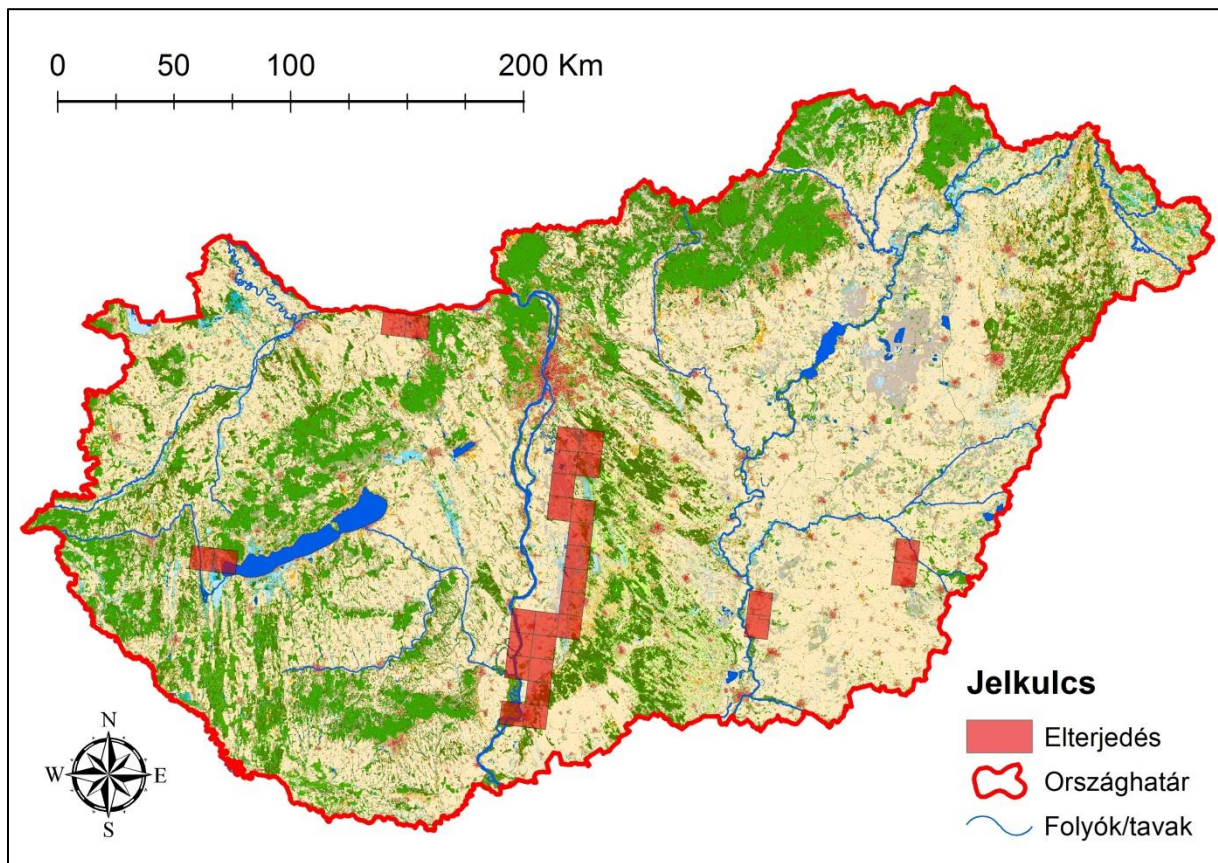 0 50 100 200 Km
N
W E
S
Jelkulcs
Elterjedés
Országhatár
Folyók/tavak